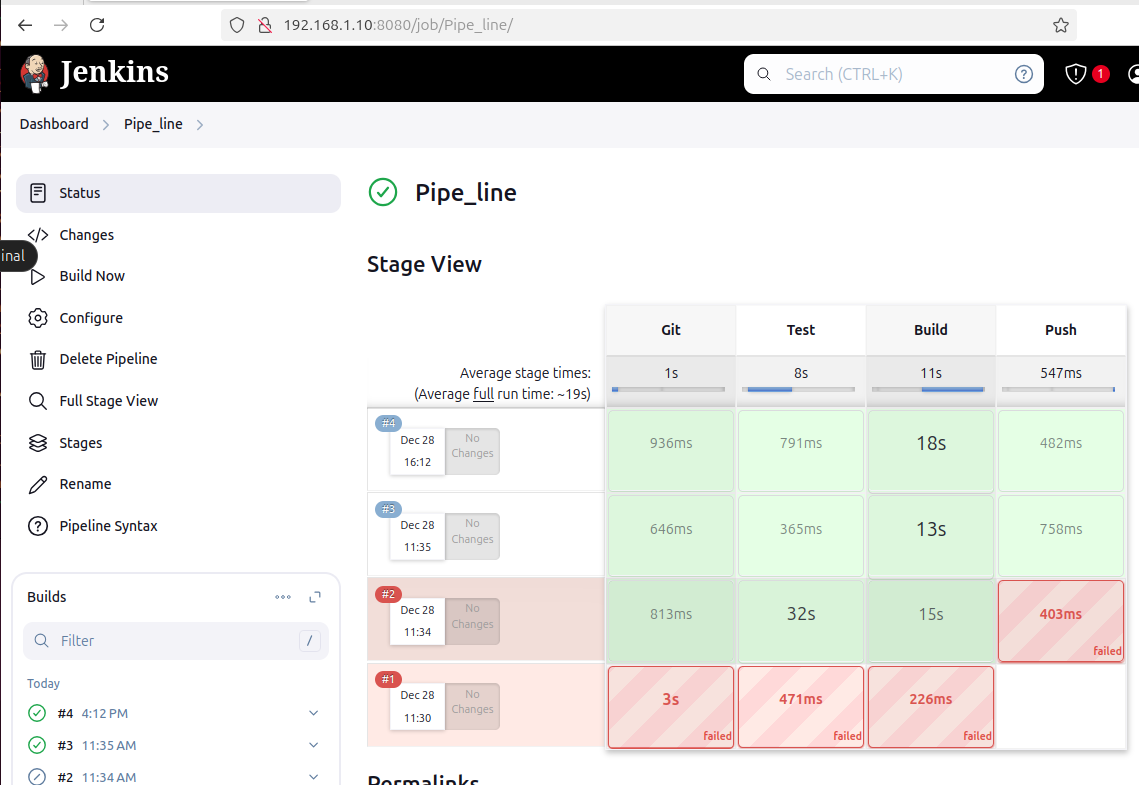 192.168.1.10:8080/job/Pipe_line/
Jenkins
Search (CTRL+K)
?
1
Dashboard
Pipe_line
Status
Changes
inal
Build Now
Configure
Delete Pipeline
Full Stage View
Stages
Rename
Pipeline Syntax
Builds
Filter
/
Today
#4 4:12 PM
#3 11:35 AM
#2 11:34 AM
Pipe_line
Stage View
Git Test Build Push
Average stage times:
1s 8s 11s 547ms
(Average full run time: ~19s)
#4
Dec 28
16:12
No
Changes
936ms 791ms 18s 482ms
#3
Dec 28
11:35
No
Changes
646ms 365ms 13s 758ms
#2
Dec 28
11:34
No
Changes
813ms 32s 15s 403ms
failed
#1
Dec 28
11:30
No
Changes
3s 471ms 226ms
failed failed failed
Permalinks